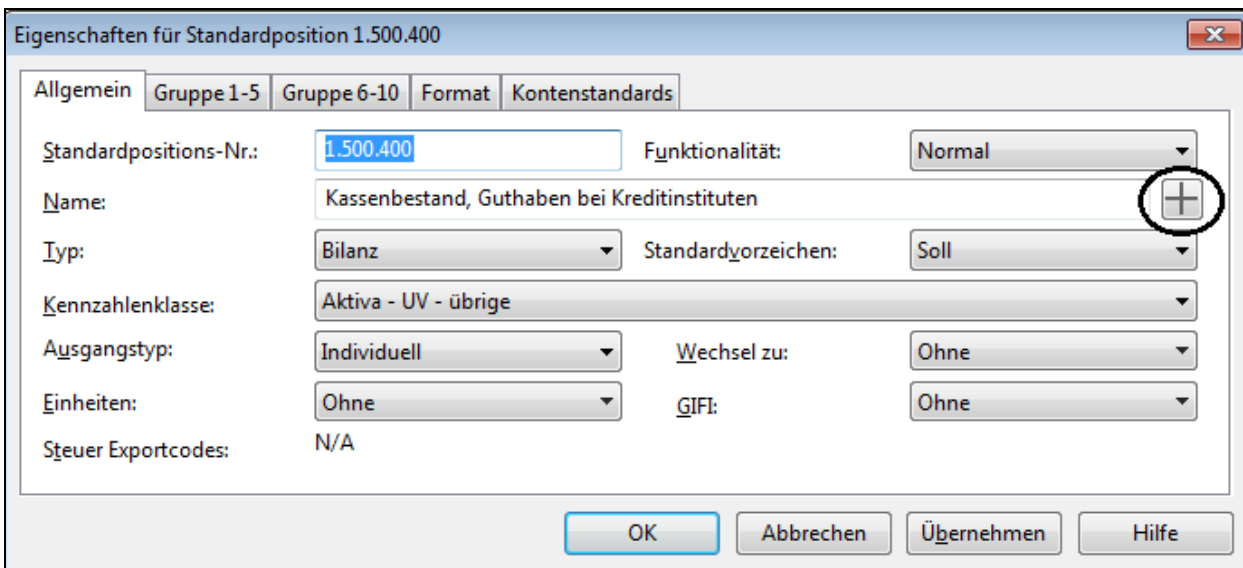 Eigenschaften für Standardposition 1.500.400
Allgemein Gruppe 1-5 Gruppe 6-10 Format Kontenstandards
Standardpositions-Nr.: 1.500.400 Funktionalität: Normal
Name: Kassenbestand, Guthaben bei Kreditinstituten
Typ: Bilanz Standardvorzeichen: Soll
Kennzahlenklasse: Aktiva - UV - übrige
Ausgangstyp: Individuell Wechsel zu: Ohne
Einheiten: Ohne GIFI: Ohne
Steuer Exportcodes: N/A
OK Abbrechen Übernehmen Hilfe